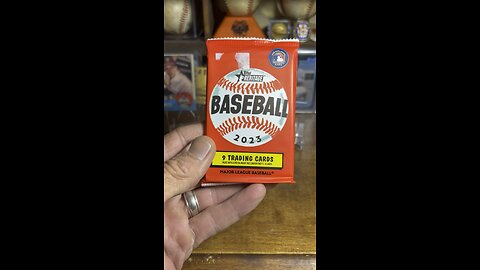 HERITAGE
BASEBALL
2023
9 TRADING CARDS
MAJOR LEAGUE BASEBALL®